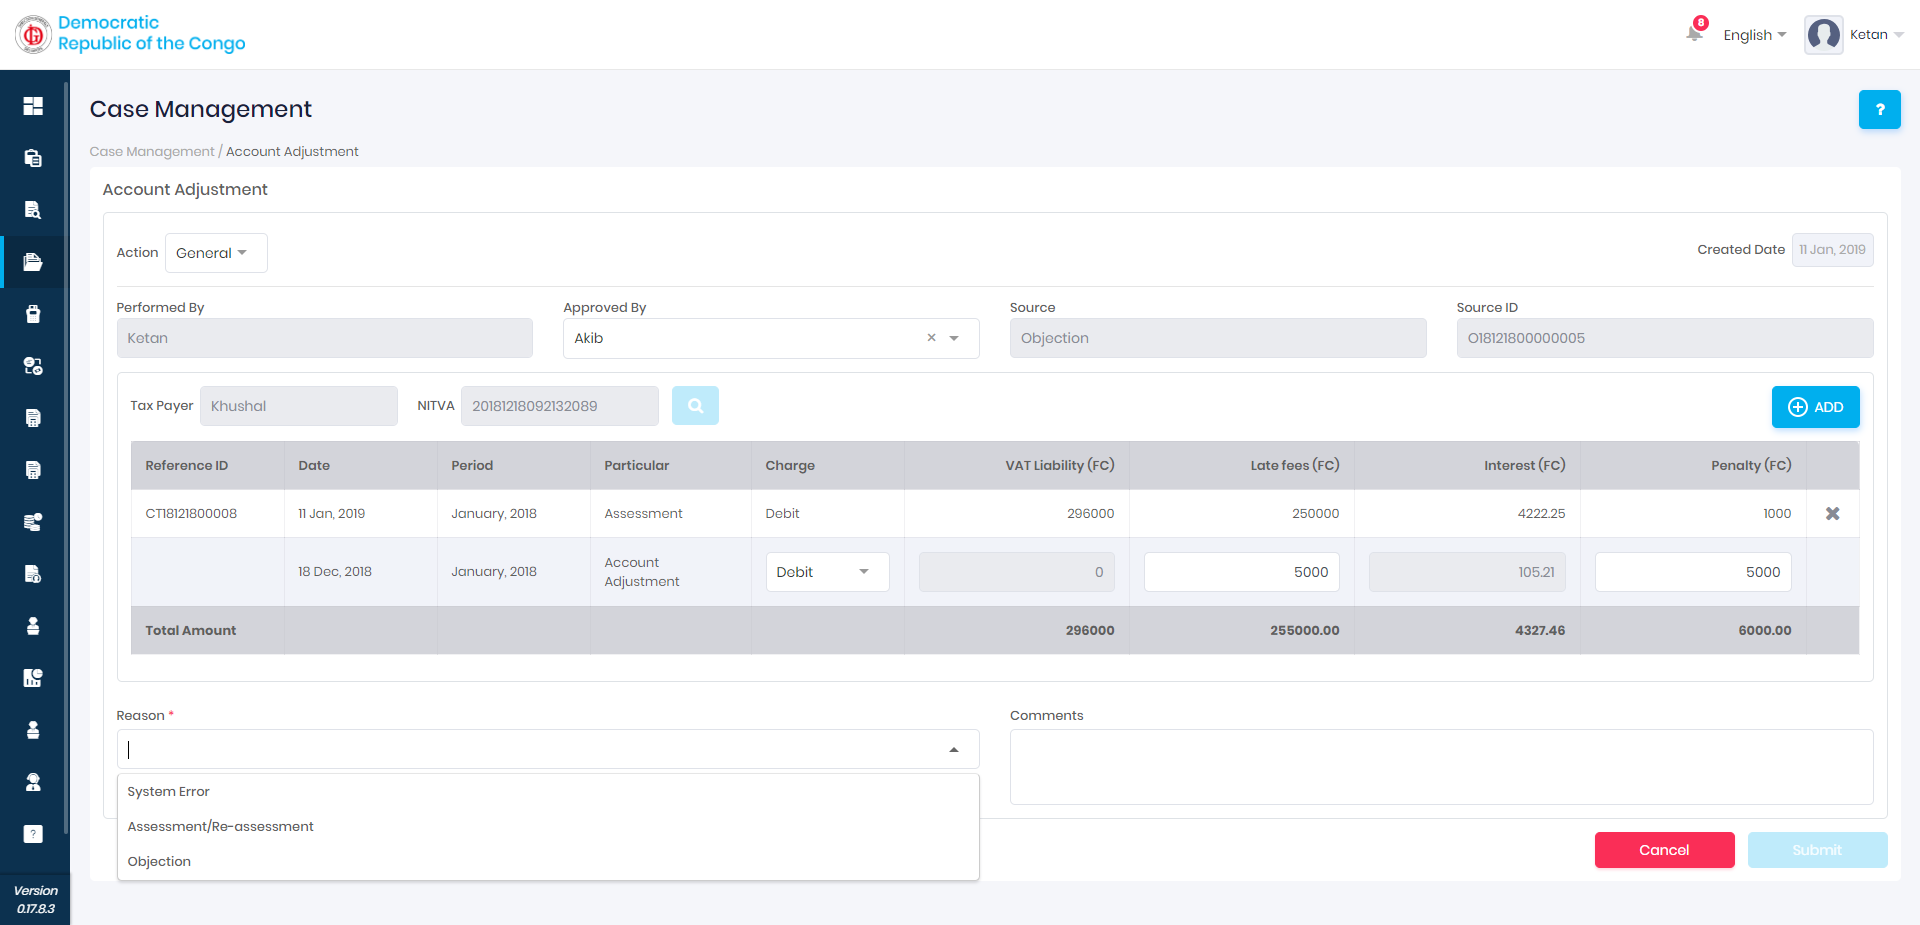 Democratic
Republic of the Congo
8
English
Ketan
Case Management
?
Case Management / Account Adjustment
Account Adjustment
Action
General
Created Date
11 Jan, 2019
Performed By
Approved By
Source
Source ID
Ketan
Akib
×
Objection
O18121800000005
Tax Payer
Khushal
NITVA
20181218092132089
ADD
Reference ID
Date
Period
Particular
Charge
VAT Liability (FC)
Late fees (FC)
Interest (FC)
Penalty (FC)
CT18121800008
11 Jan, 2019
January, 2018
Assessment
Debit
296000
250000
4222.25
1000
18 Dec, 2018
January, 2018
Account
Adjustment
Debit
0
5000
105.21
5000
Total Amount
296000
255000.00
4327.46
6000.00
Reason *
Comments
System Error
Assessment/Re-assessment
Objection
Cancel
Submit
?
Version
0.17.8.3